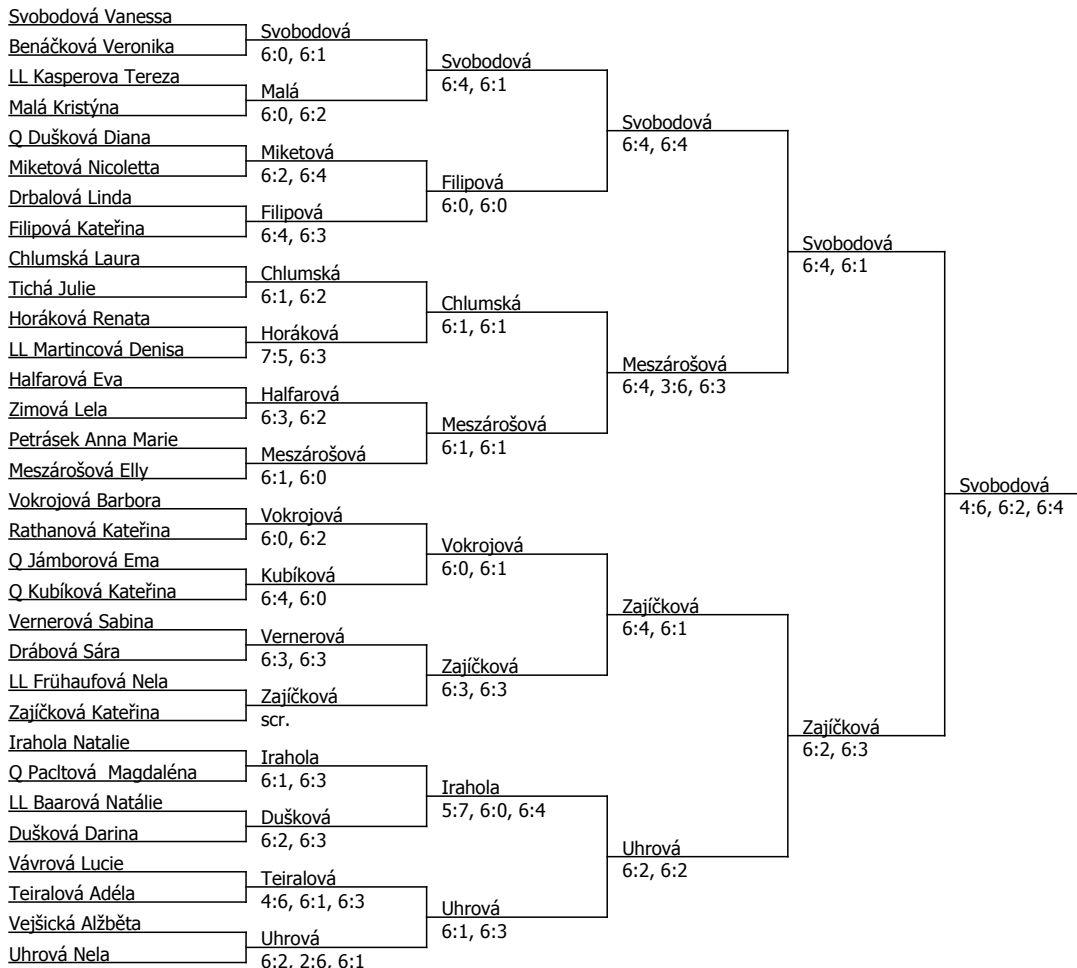 Svobodová Vanessa
Benáčková Veronika
LL Kasperova Tereza
Malá Kristýna
Q Dušková Diana
Miketová Nicoletta
Drbalová Linda
Filipová Kateřina
Chlumská Laura
Tichá Julie
Horáková Renata
LL Martincová Denisa
Halfarová Eva
Zimová Lela
Petrásek Anna Marie
Meszárošová Elly
Vokrojová Barbora
Rathanová Kateřina
Q Jámborová Ema
Q Kubíková Kateřina
Vernerová Sabina
Drábová Sára
LL Frühaufová Nela
Zajíčková Kateřina
Irahola Natalie
Q Pacltová  Magdaléna
LL Baarová Natálie
Dušková Darina
Vávrová Lucie
Teiralová Adéla
Vejšická Alžběta
Uhrová Nela
Svobodová
6:0, 6:1
Malá
6:0, 6:2
Miketová
6:2, 6:4
Filipová
6:4, 6:3
Chlumská
6:1, 6:2
Horáková
7:5, 6:3
Halfarová
6:3, 6:2
Meszárošová
6:1, 6:0
Vokrojová
6:0, 6:2
Kubíková
6:4, 6:0
Vernerová
6:3, 6:3
Zajíčková
scr.
Irahola
6:1, 6:3
Dušková
6:2, 6:3
Teiralová
4:6, 6:1, 6:3
Uhrová
6:2, 2:6, 6:1
Svobodová
6:4, 6:1
Filipová
6:0, 6:0
Chlumská
6:1, 6:1
Meszárošová
6:1, 6:1
Vokrojová
6:0, 6:1
Zajíčková
6:3, 6:3
Irahola
5:7, 6:0, 6:4
Uhrová
6:1, 6:3
Svobodová
6:4, 6:4
Meszárošová
6:4, 3:6, 6:3
Zajíčková
6:4, 6:1
Uhrová
6:2, 6:2
Svobodová
6:4, 6:1
Zajíčková
6:2, 6:3
Svobodová
4:6, 6:2, 6:4